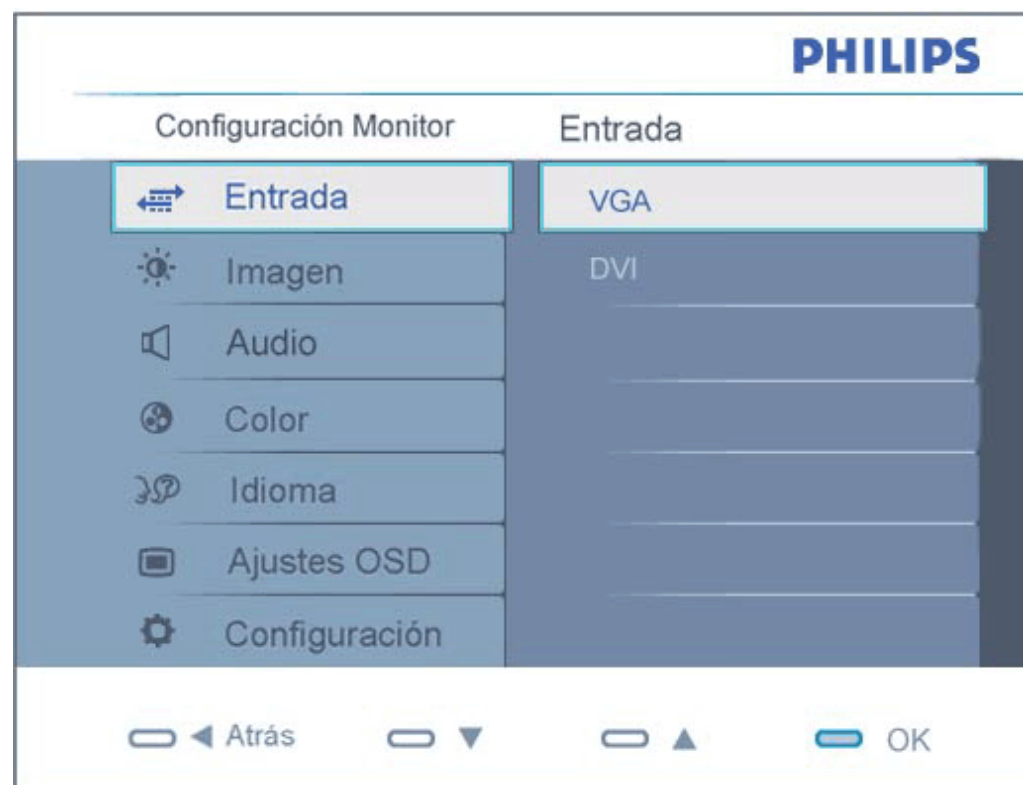 PHILIPS
Configuración Monitor
Entrada
Entrada
VGA
Imagen
DVI
Audio
Color
Idioma
Ajustes OSD
Configuración
Atrás
OK